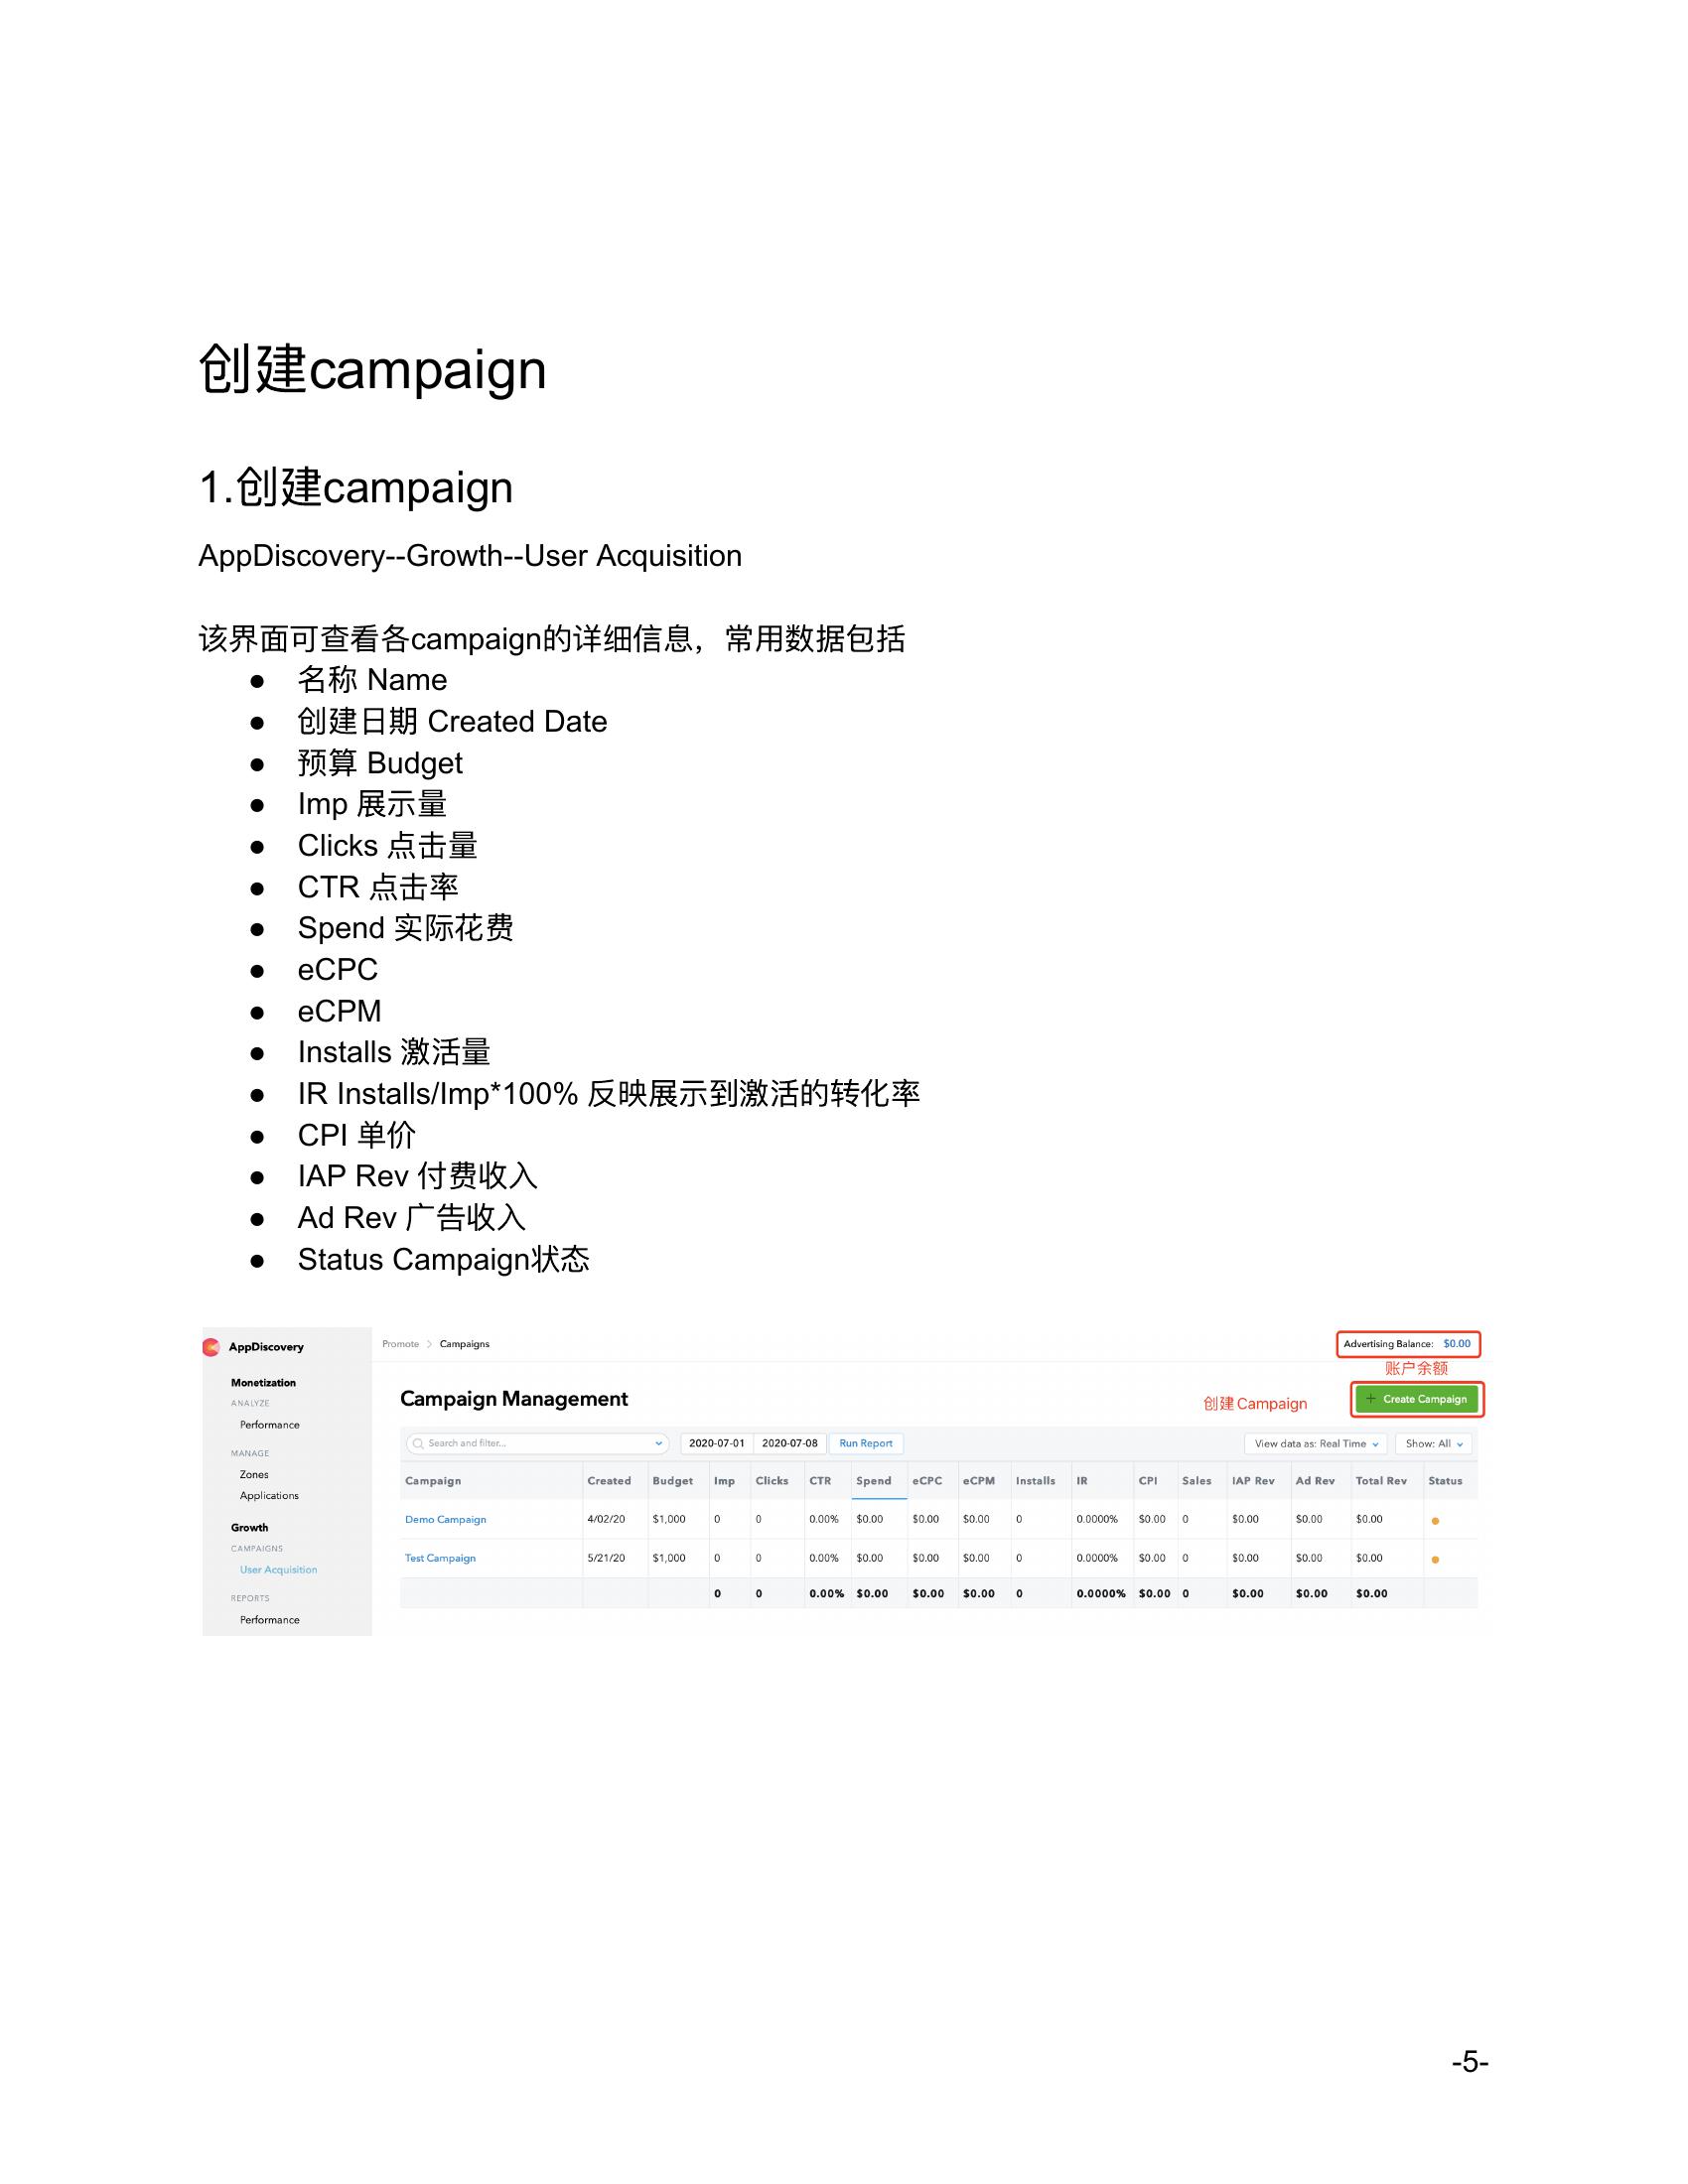 创建campaign
1.创建campaign
AppDiscovery--Growth--User Acquisition
该界面可查看各campaign的详细信息，常用数据包括
● 名称 Name
● 创建日期 Created Date
● 预算 Budget
● Imp 展示量
● Clicks 点击量
● CTR 点击率
● Spend 实际花费
● eCPC
● eCPM
● Installs 激活量
● IR Installs/Imp*100% 反映展示到激活的转化率
● CPI 单价
● IAP Rev 付费收入
● Ad Rev 广告收入
● Status Campaign状态
AppDiscovery
Monetization
ANALYZE
Performance
MANAGE
Zones
Applications
Growth
CAMPAIGNS
User Acquisition
REPORTS
Performance
Promote > Campaigns
Advertising Balance: $0.00
账户余额
Campaign Management
创建 Campaign
+ Create Campaign
Search and filter... 2020-07-01 2020-07-08 Run Report View data as: Real Time Show: All
Campaign Created Budget Imp Clicks CTR Spend eCPC eCPM Installs IR CPI Sales IAP Rev Ad Rev Total Rev Status
Demo Campaign 4/02/20 $1,000 0 0 0.00% $0.00 $0.00 $0.00 0 0.0000% $0.00 0 $0.00 $0.00 $0.00
Test Campaign 5/21/20 $1,000 0 0 0.00% $0.00 $0.00 $0.00 0 0.0000% $0.00 0 $0.00 $0.00 $0.00
0 0 0.00% $0.00 $0.00 $0.00 0 0.0000% $0.00 0 $0.00 $0.00 $0.00
-5-